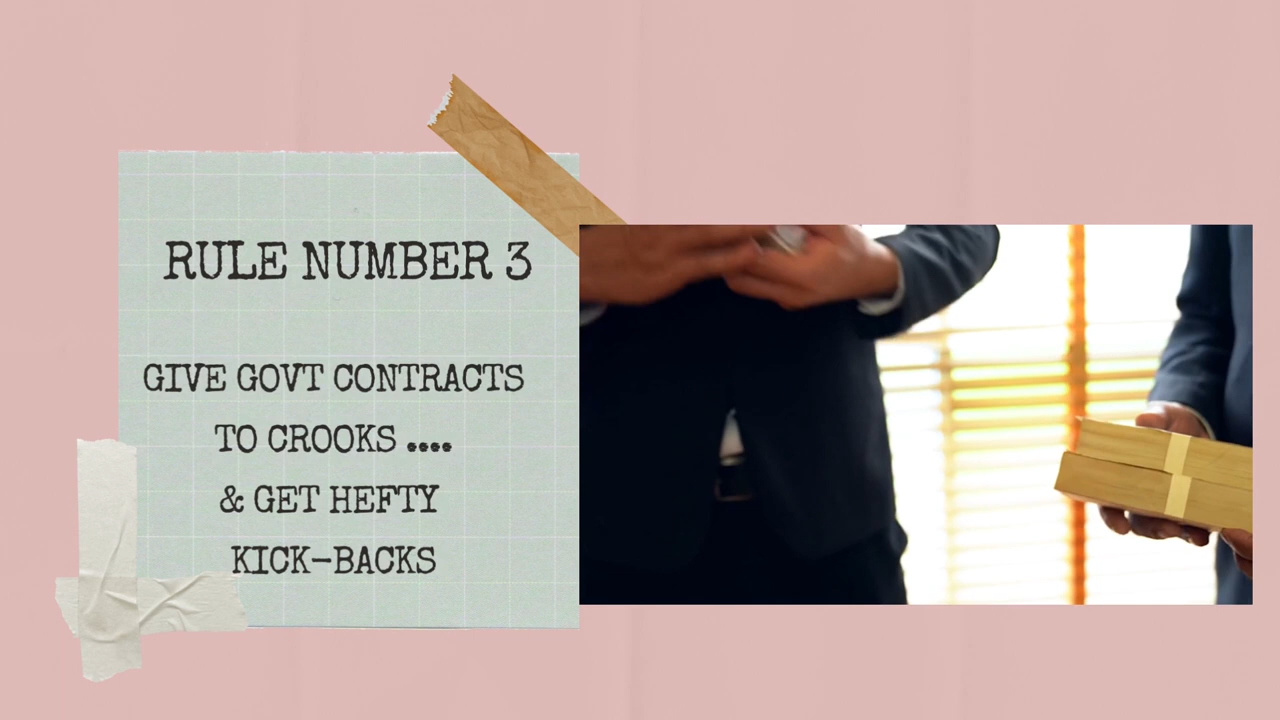 RULE NUMBER 3
GIVE GOVT CONTRACTS
TO CROOKS ....
& GET HEFTY
KICK-BACKS